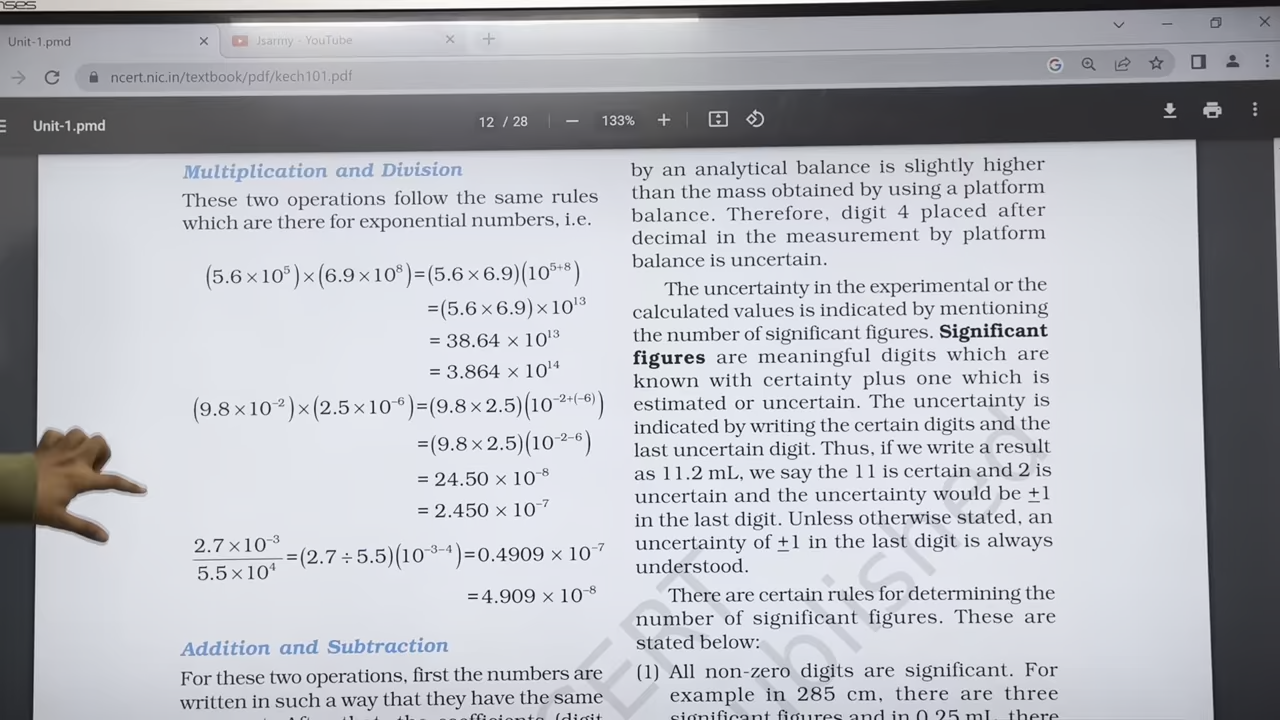 Unit-1.pmd
Jsarmy - YouTube
ncert.nic.in/textbook/pdf/kech101.pdf
Unit-1.pmd
12 / 28
133%
Multiplication and Division
These two operations follow the same rules
which are there for exponential numbers, i.e.
(5.6×10⁵)×(6.9×10⁸)=(5.6×6.9)(10⁵⁺⁸)
=(5.6×6.9)×10¹³
= 38.64 × 10¹³
= 3.864 × 10¹⁴
(9.8×10⁻²)×(2.5×10⁻⁶)=(9.8×2.5)(10⁻²⁺⁽⁻⁶⁾)
=(9.8×2.5)(10⁻²⁻⁶)
= 24.50 × 10⁻⁸
= 2.450 × 10⁻⁷
2.7×10⁻³
5.5×10⁴
=(2.7÷5.5)(10⁻³⁻⁴)=0.4909 × 10⁻⁷
=4.909 × 10⁻⁸
Addition and Subtraction
For these two operations, first the numbers are
written in such a way that they have the same
by an analytical balance is slightly higher
than the mass obtained by using a platform
balance. Therefore, digit 4 placed after
decimal in the measurement by platform
balance is uncertain.
The uncertainty in the experimental or the
calculated values is indicated by mentioning
the number of significant figures. Significant
figures are meaningful digits which are
known with certainty plus one which is
estimated or uncertain. The uncertainty is
indicated by writing the certain digits and the
last uncertain digit. Thus, if we write a result
as 11.2 mL, we say the 11 is certain and 2 is
uncertain and the uncertainty would be ±1
in the last digit. Unless otherwise stated, an
uncertainty of ±1 in the last digit is always
understood.
There are certain rules for determining the
number of significant figures. These are
stated below:
(1) All non-zero digits are significant. For
example in 285 cm, there are three
significant figures and in 0.25 mL, there